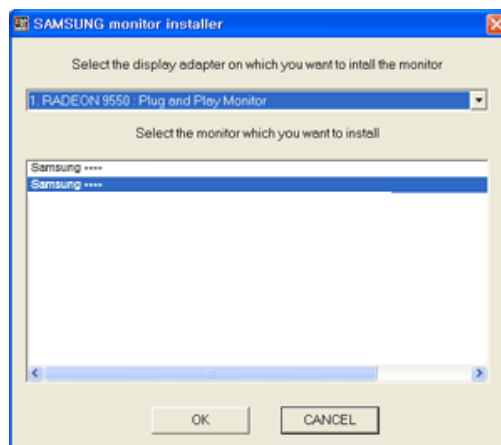 SAMSUNG monitor installer
Select the display adapter on which you want to intall the monitor
1. RADEON 9550 : Plug and Play Monitor
Select the monitor which you want to install
Samsung ----
Samsung ----
OK
CANCEL